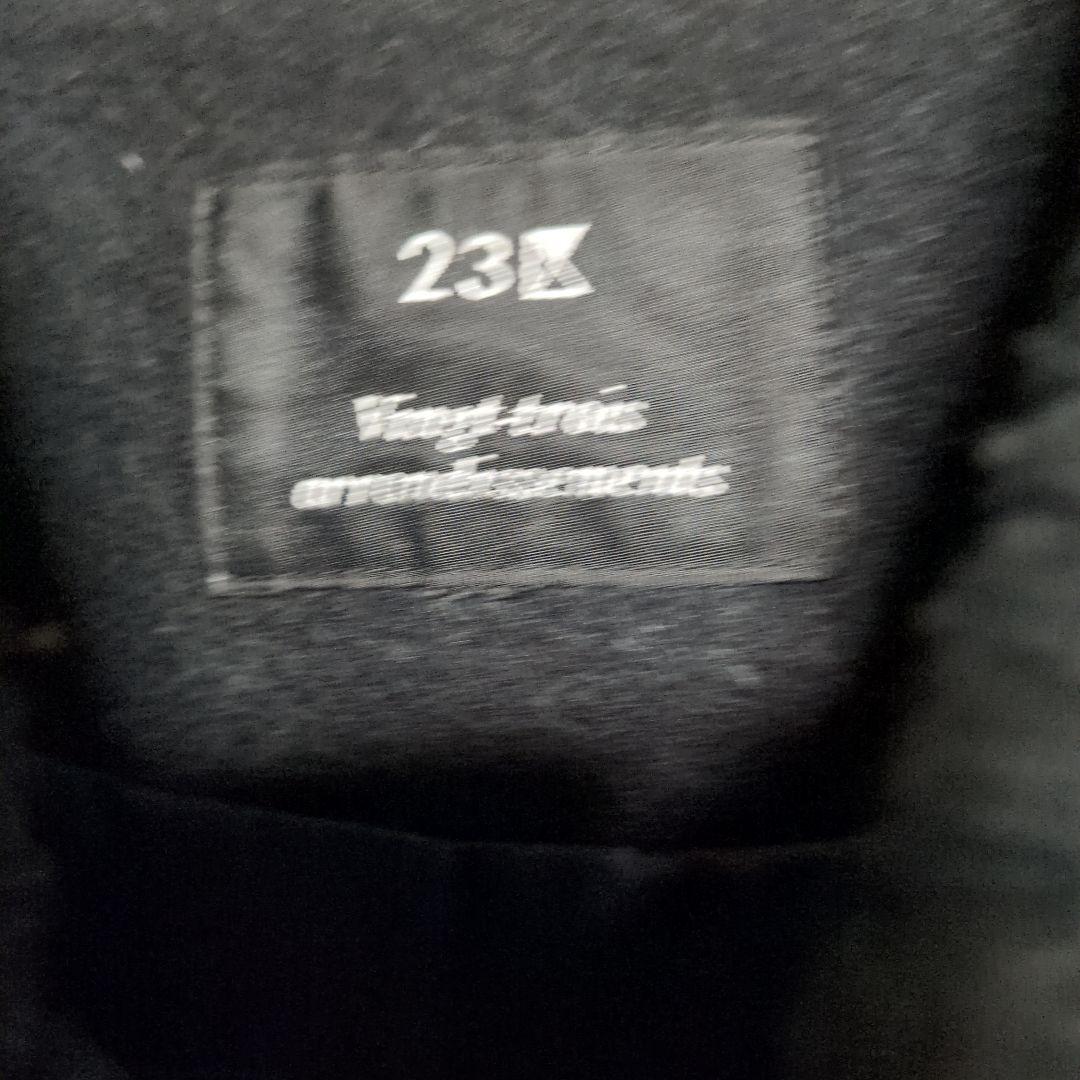 23
Vingt-trois
arrondissements